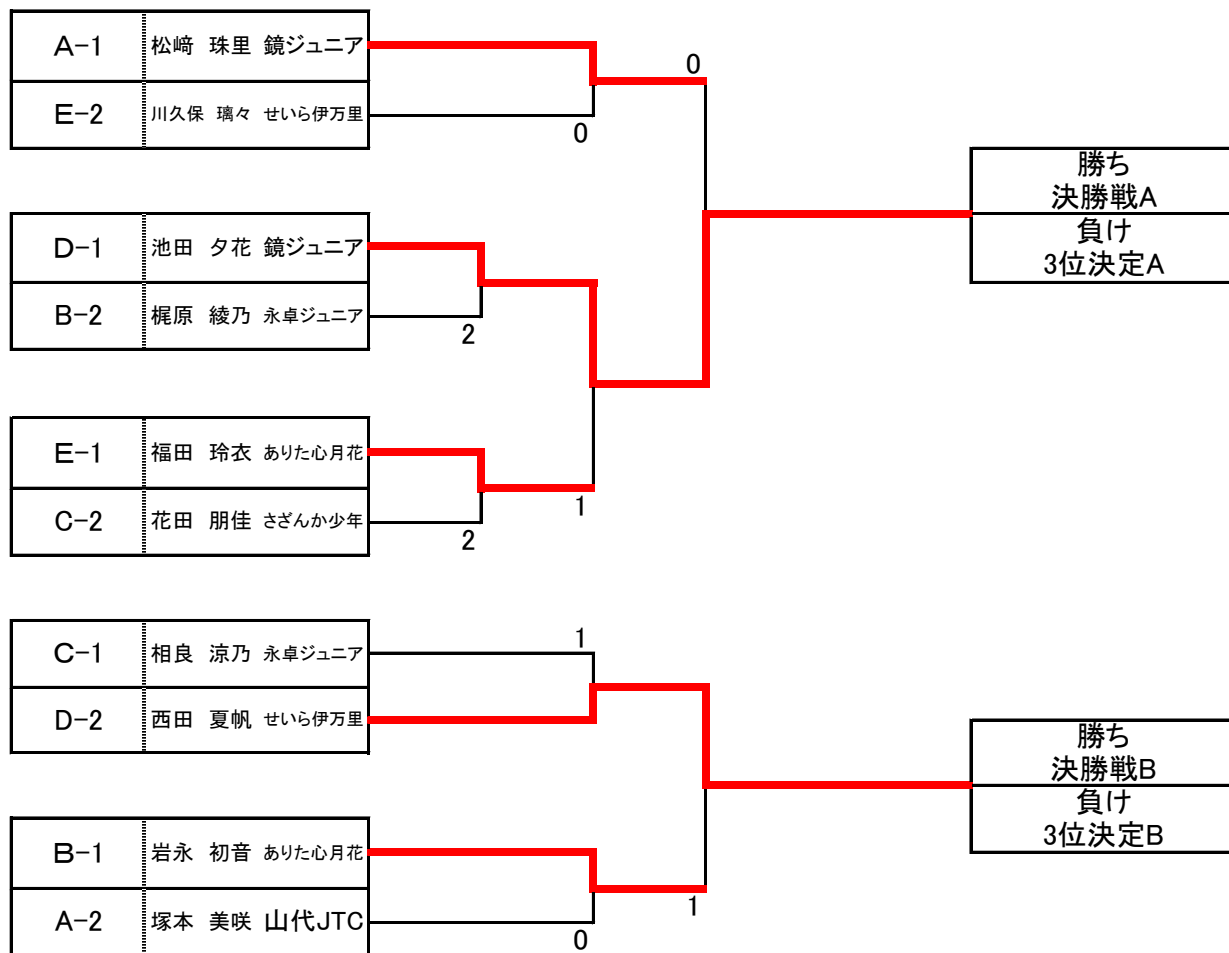 A-1 松﨑 珠里 鏡ジュニア
0
E-2 川久保 璃々 せいら伊万里
0
勝ち
決勝戦A
D-1 池田 夕花 鏡ジュニア
負け
3位決定A
B-2 梶原 綾乃 永卓ジュニア
2
E-1 福田 玲衣 ありた心月花
1
C-2 花田 朋佳 さざんか少年
2
C-1 相良 涼乃 永卓ジュニア
1
D-2 西田 夏帆 せいら伊万里
勝ち
決勝戦B
負け
3位決定B
B-1 岩永 初音 ありた心月花
1
A-2 塚本 美咲 山代JTC
0